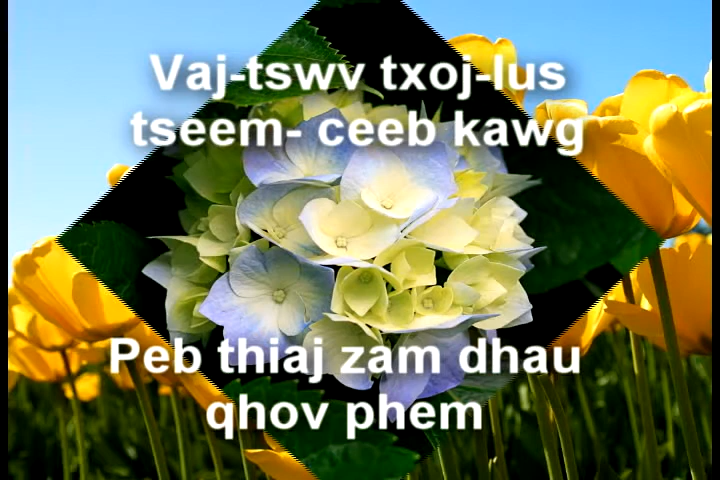 Vaj-tswv txoj-lus
tseem- ceeb kawg
Peb thiaj zam dhau
qhov phem